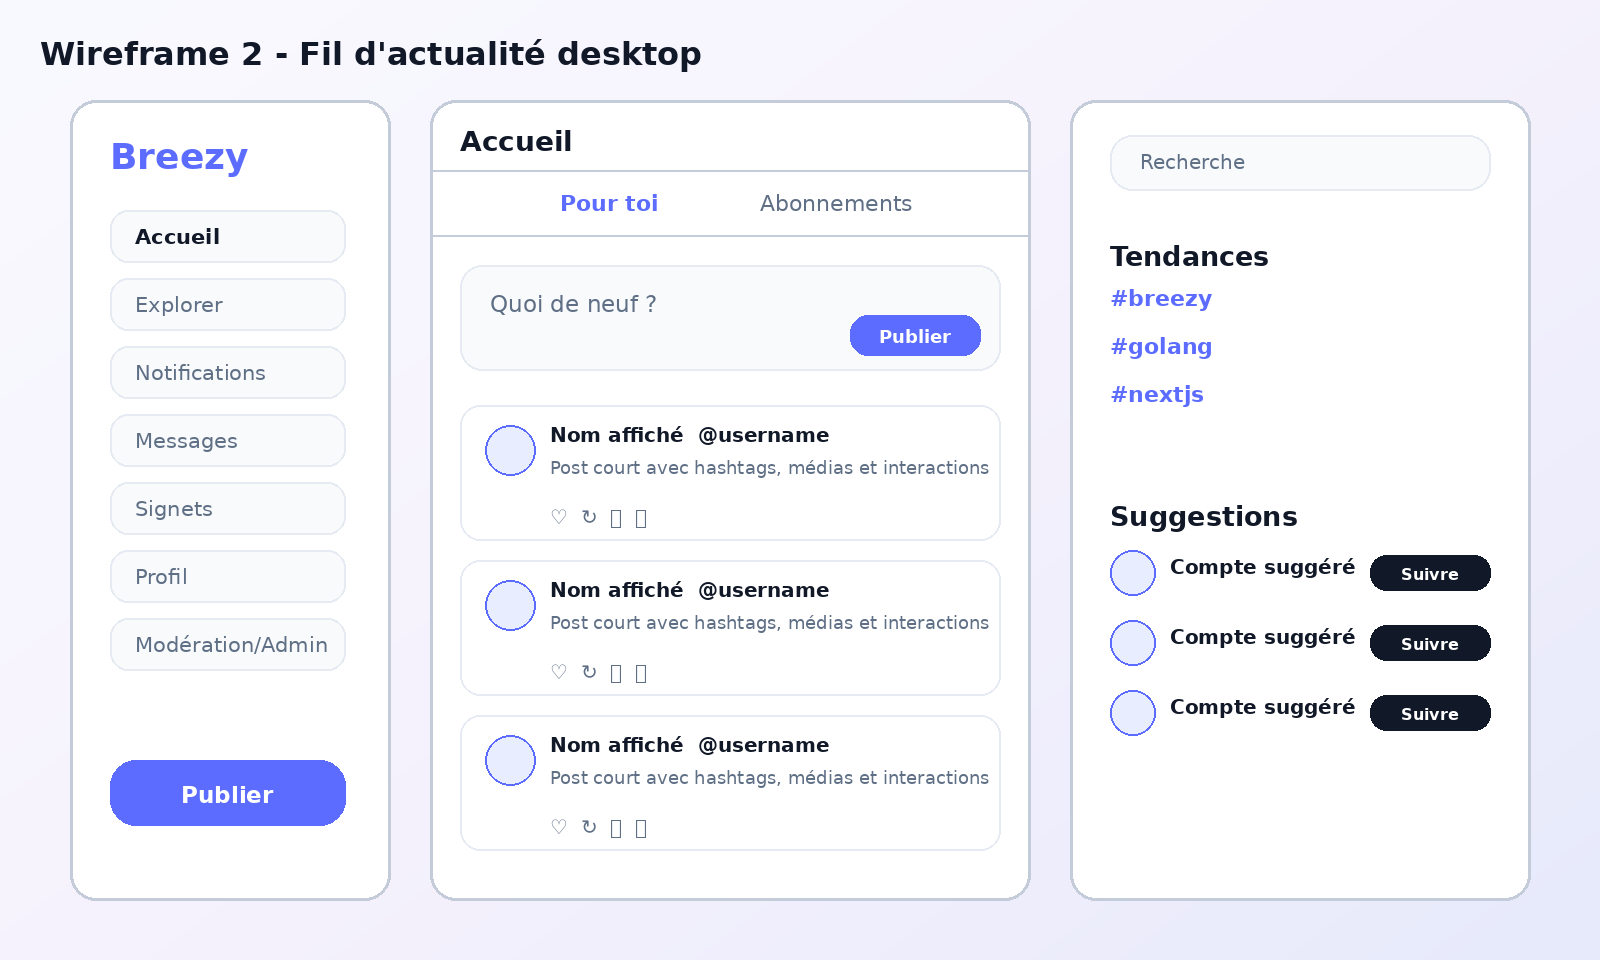 Wireframe 2 - Fil d'actualité desktop
Breezy
Accueil
Explorer
Notifications
Messages
Signets
Profil
Modération/Admin
Publier
Accueil
Pour toi
Abonnements
Quoi de neuf ?
Publier
Nom affiché @username
Post court avec hashtags, médias et interactions
♡ ↻
Nom affiché @username
Post court avec hashtags, médias et interactions
♡ ↻
Nom affiché @username
Post court avec hashtags, médias et interactions
♡ ↻
Recherche
Tendances
#breezy
#golang
#nextjs
Suggestions
Compte suggéré
Suivre
Compte suggéré
Suivre
Compte suggéré
Suivre